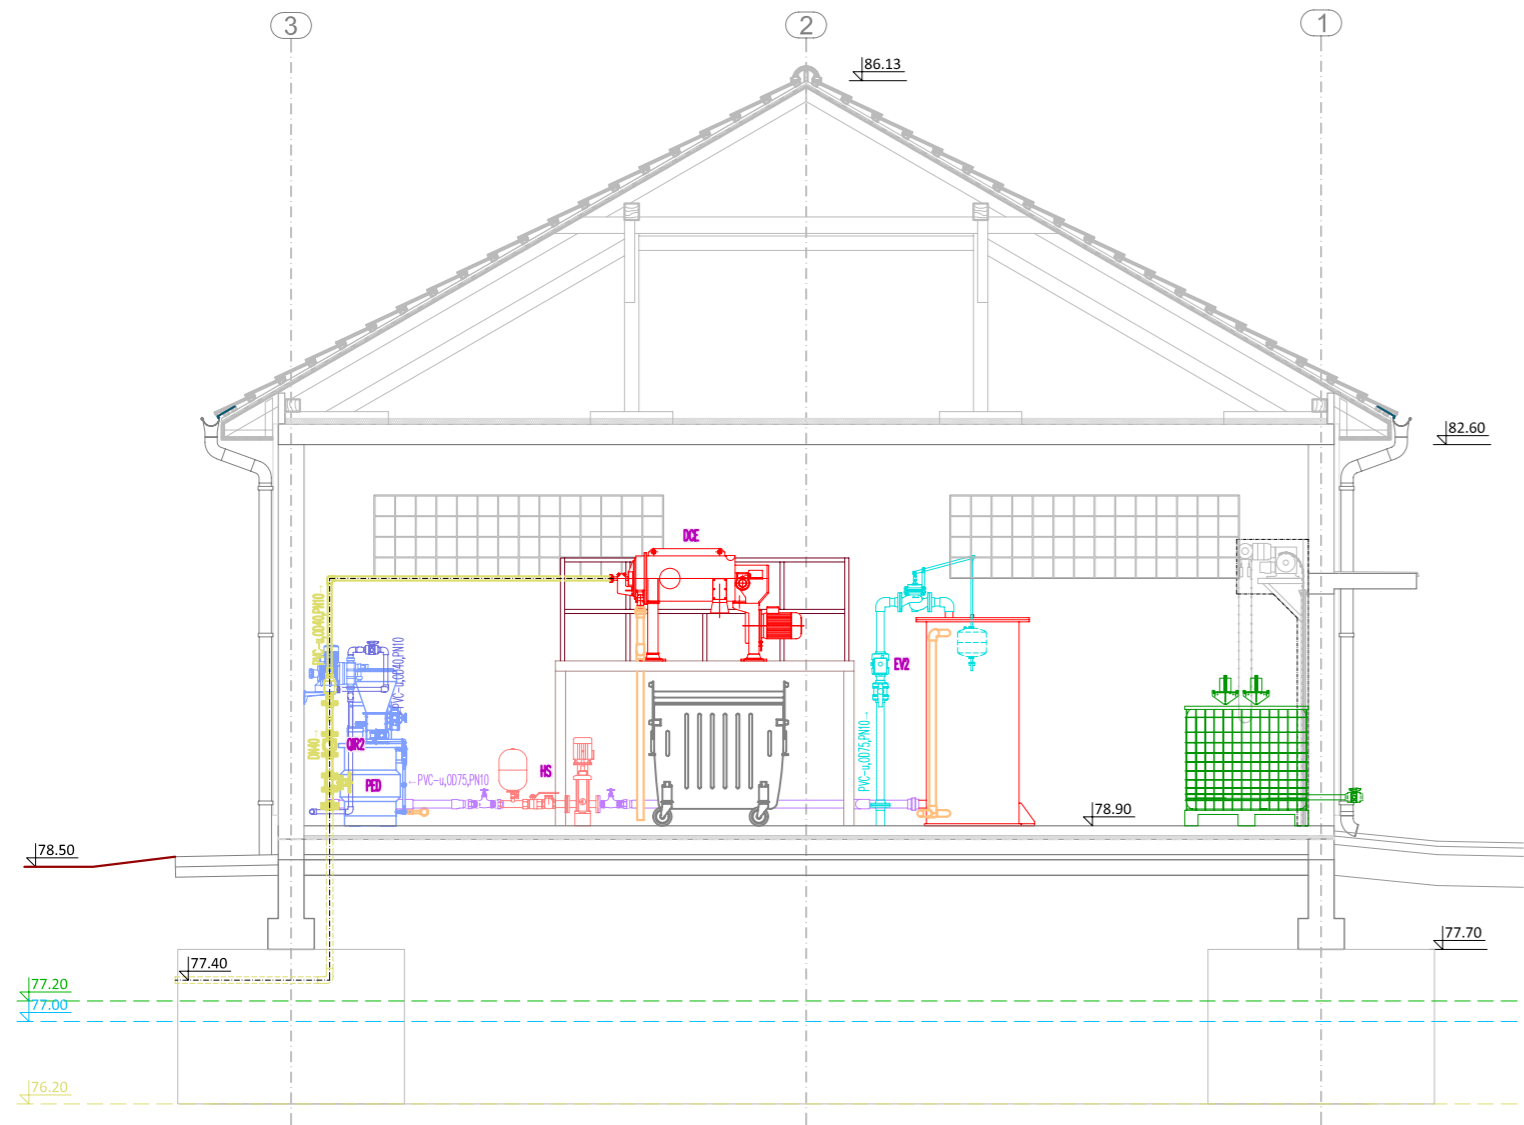 3
2
1
86.13
82.60
DCE
PVC-u,OD40,PN10→
PVC-u,OD40,PN10
EV2
DN40→
QIR2
PED
←PVC-u,OD75,PN10
HS
PVC-u,OD75,PN10→
78.90
78.50
77.40
77.70
77.20
77.00
76.20